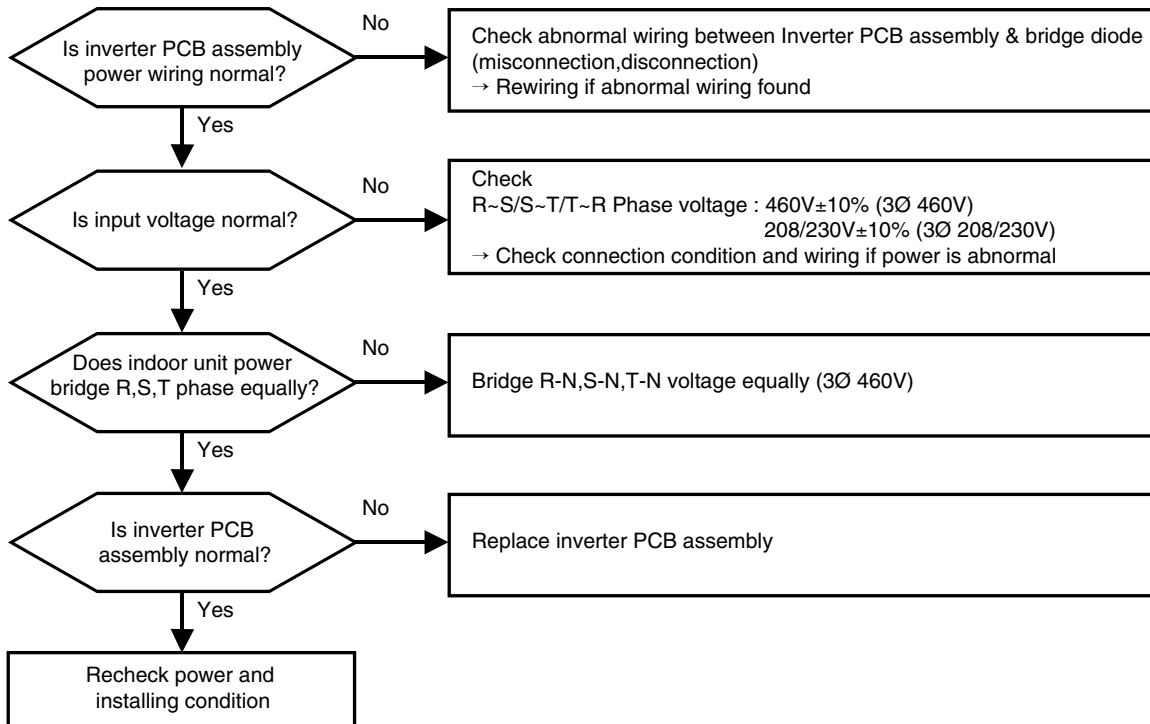 Is inverter PCB assembly
power wiring normal?
No
Check abnormal wiring between Inverter PCB assembly & bridge diode
(misconnection,disconnection)
→ Rewiring if abnormal wiring found
Yes
Is input voltage normal?
No
Check
R~S/S~T/T~R Phase voltage : 460V±10% (3Ø 460V)
208/230V±10% (3Ø 208/230V)
→ Check connection condition and wiring if power is abnormal
Yes
Does indoor unit power
bridge R,S,T phase equally?
No
Bridge R-N,S-N,T-N voltage equally (3Ø 460V)
Yes
Is inverter PCB
assembly normal?
No
Replace inverter PCB assembly
Yes
Recheck power and
installing condition